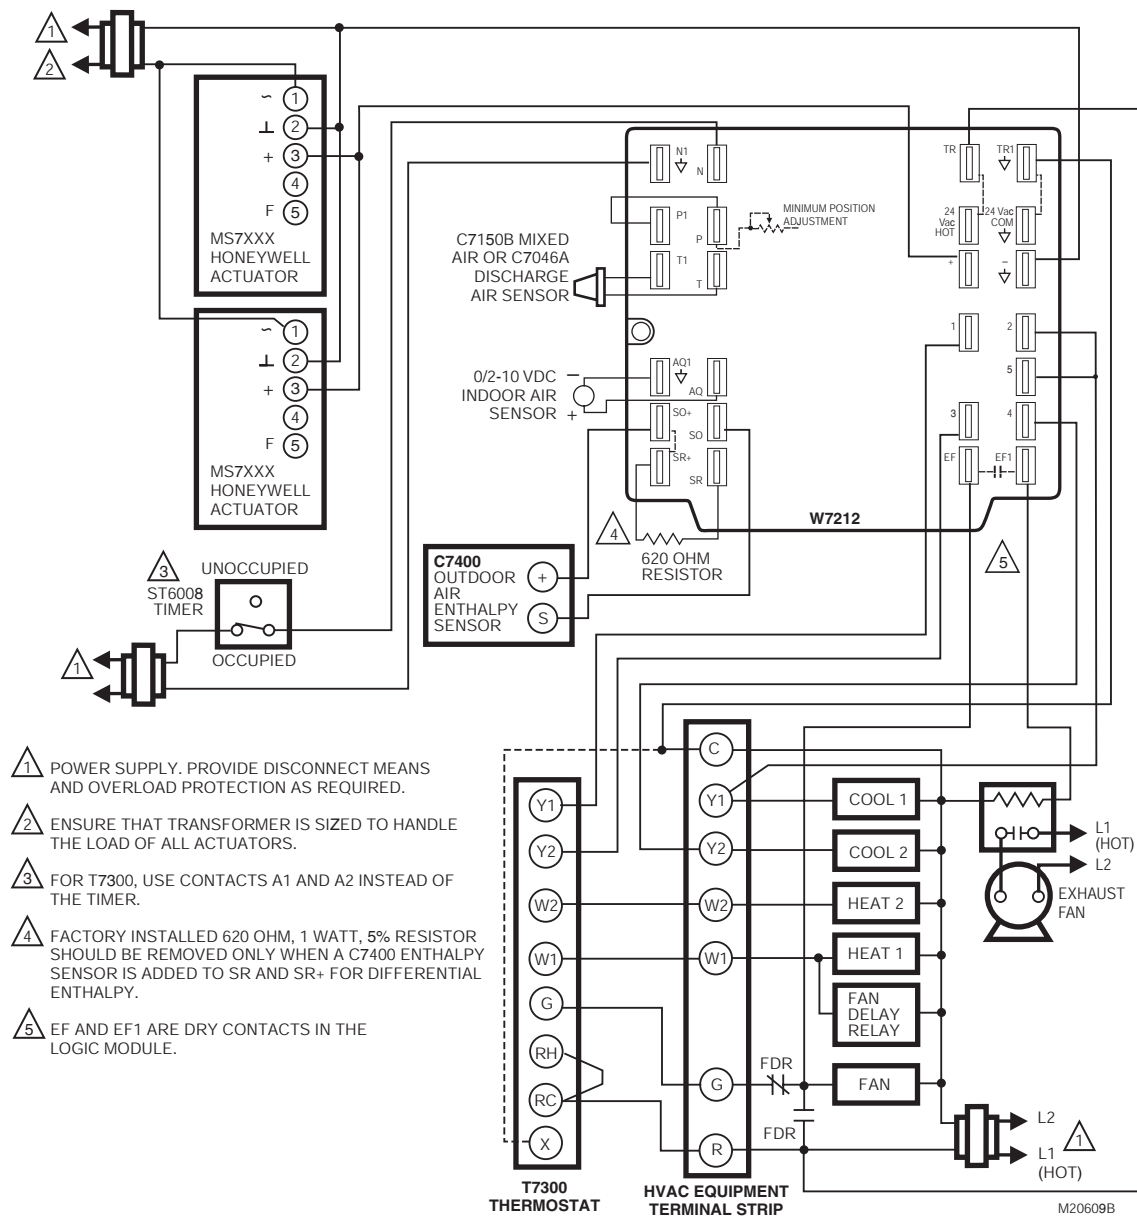 1
2
~ 1
⊥ 2
+ 3
4
F 5
MS7XXX
HONEYWELL
ACTUATOR
~ 1
⊥ 2
+ 3
4
F 5
MS7XXX
HONEYWELL
ACTUATOR
N1
N
P1
P
MINIMUM POSITION
ADJUSTMENT
T1
T
C7150B MIXED
AIR OR C7046A
DISCHARGE
AIR SENSOR
TR
TR1
24
Vac
HOT
24 Vac
COM
+
−
1
2
5
3
4
EF
EF1
0/2-10 VDC −
INDOOR AIR
SENSOR +
AQ1
AQ
SO+
SO
SR+
SR
W7212
4
620 OHM
RESISTOR
5
C7400
OUTDOOR
AIR
ENTHALPY
SENSOR
+
S
3
UNOCCUPIED
ST6008
TIMER
OCCUPIED
1
1 POWER SUPPLY. PROVIDE DISCONNECT MEANS
AND OVERLOAD PROTECTION AS REQUIRED.
2 ENSURE THAT TRANSFORMER IS SIZED TO HANDLE
THE LOAD OF ALL ACTUATORS.
3 FOR T7300, USE CONTACTS A1 AND A2 INSTEAD OF
THE TIMER.
4 FACTORY INSTALLED 620 OHM, 1 WATT, 5% RESISTOR
SHOULD BE REMOVED ONLY WHEN A C7400 ENTHALPY
SENSOR IS ADDED TO SR AND SR+ FOR DIFFERENTIAL
ENTHALPY.
5 EF AND EF1 ARE DRY CONTACTS IN THE
LOGIC MODULE.
Y1
Y2
W2
W1
G
RH
RC
X
T7300
THERMOSTAT
C
Y1
Y2
W2
W1
G
R
HVAC EQUIPMENT
TERMINAL STRIP
COOL 1
COOL 2
HEAT 2
HEAT 1
FAN
DELAY
RELAY
FDR
FAN
FDR
L1
(HOT)
L2
EXHAUST
FAN
L2
L1
(HOT)
1
M20609B